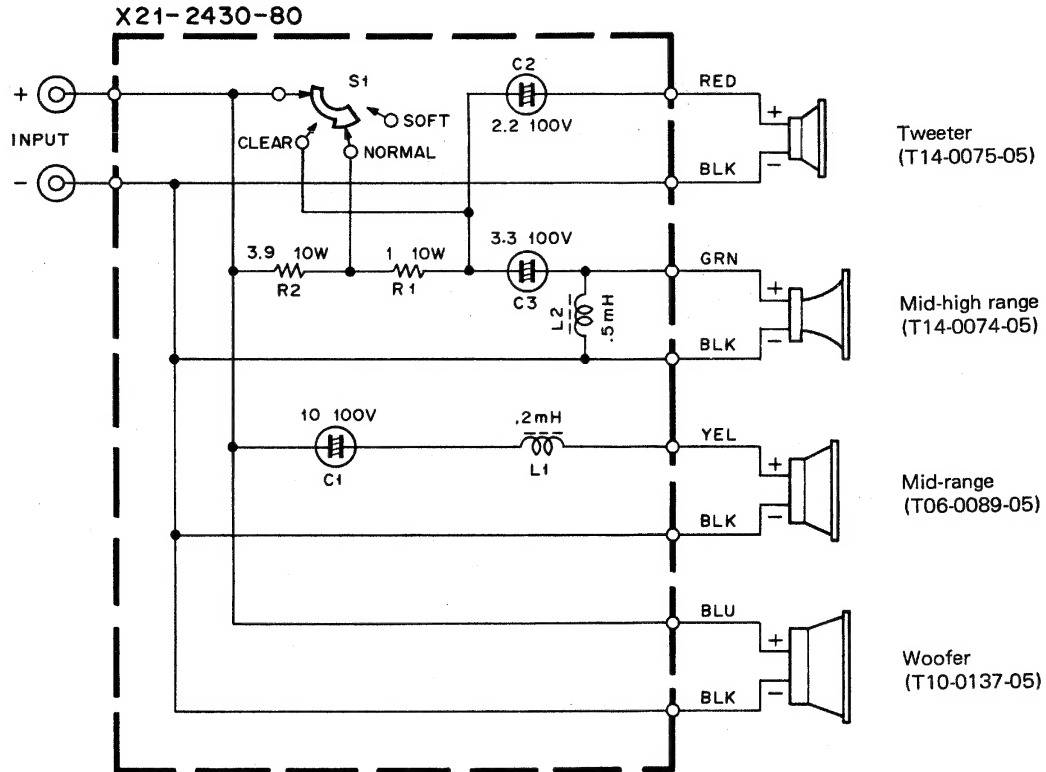 X21-2430-80
+
INPUT
-
S1
CLEAR
NORMAL
SOFT
C2
2.2 100V
RED
+
-
BLK
Tweeter
(T14-0075-05)
3.9 10W
R2
1 10W
R1
3.3 100V
C3
L2
.5mH
GRN
+
-
BLK
Mid-high range
(T14-0074-05)
10 100V
C1
.2mH
L1
YEL
+
-
BLK
Mid-range
(T06-0089-05)
BLU
+
-
BLK
Woofer
(T10-0137-05)